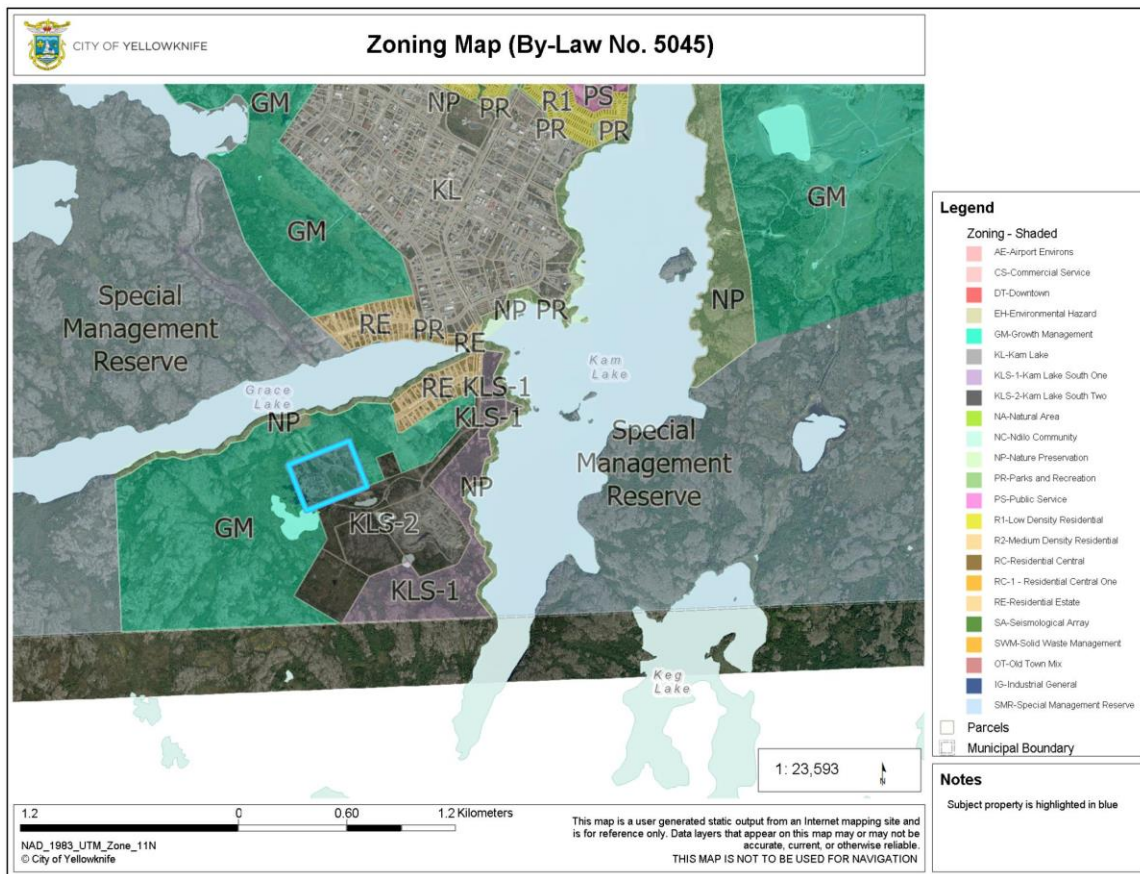 CITY OF YELLOWKNIFE
Zoning Map (By-Law No. 5045)
GM
NP
PR
R1
PS
PR
PR
KL
GM
GM
Special
Management
Reserve
NP
RE
PR
NP PR
RE
Kam
Lake
Grace
Lake
RE
KLS-1
KLS-1
NP
Special
Management
Reserve
NP
GM
KLS-2
KLS-1
Keg
Lake
1: 23,593
N
Legend
Zoning - Shaded
AE-Airport Environs
CS-Commercial Service
DT-Downtown
EH-Environmental Hazard
GM-Growth Management
KL-Kam Lake
KLS-1-Kam Lake South One
KLS-2-Kam Lake South Two
NA-Natural Area
NC-Ndilo Community
NP-Nature Preservation
PR-Parks and Recreation
PS-Public Service
R1-Low Density Residential
R2-Medium Density Residential
RC-Residential Central
RC-1 - Residential Central One
RE-Residential Estate
SA-Seismological Array
SWM-Solid Waste Management
OT-Old Town Mix
IG-Industrial General
SMR-Special Management Reserve
Parcels
Municipal Boundary
Notes
Subject property is highlighted in blue
1.2 0 0.60 1.2 Kilometers
NAD_1983_UTM_Zone_11N
© City of Yellowknife
This map is a user generated static output from an Internet mapping site and
is for reference only. Data layers that appear on this map may or may not be
accurate, current, or otherwise reliable.
THIS MAP IS NOT TO BE USED FOR NAVIGATION